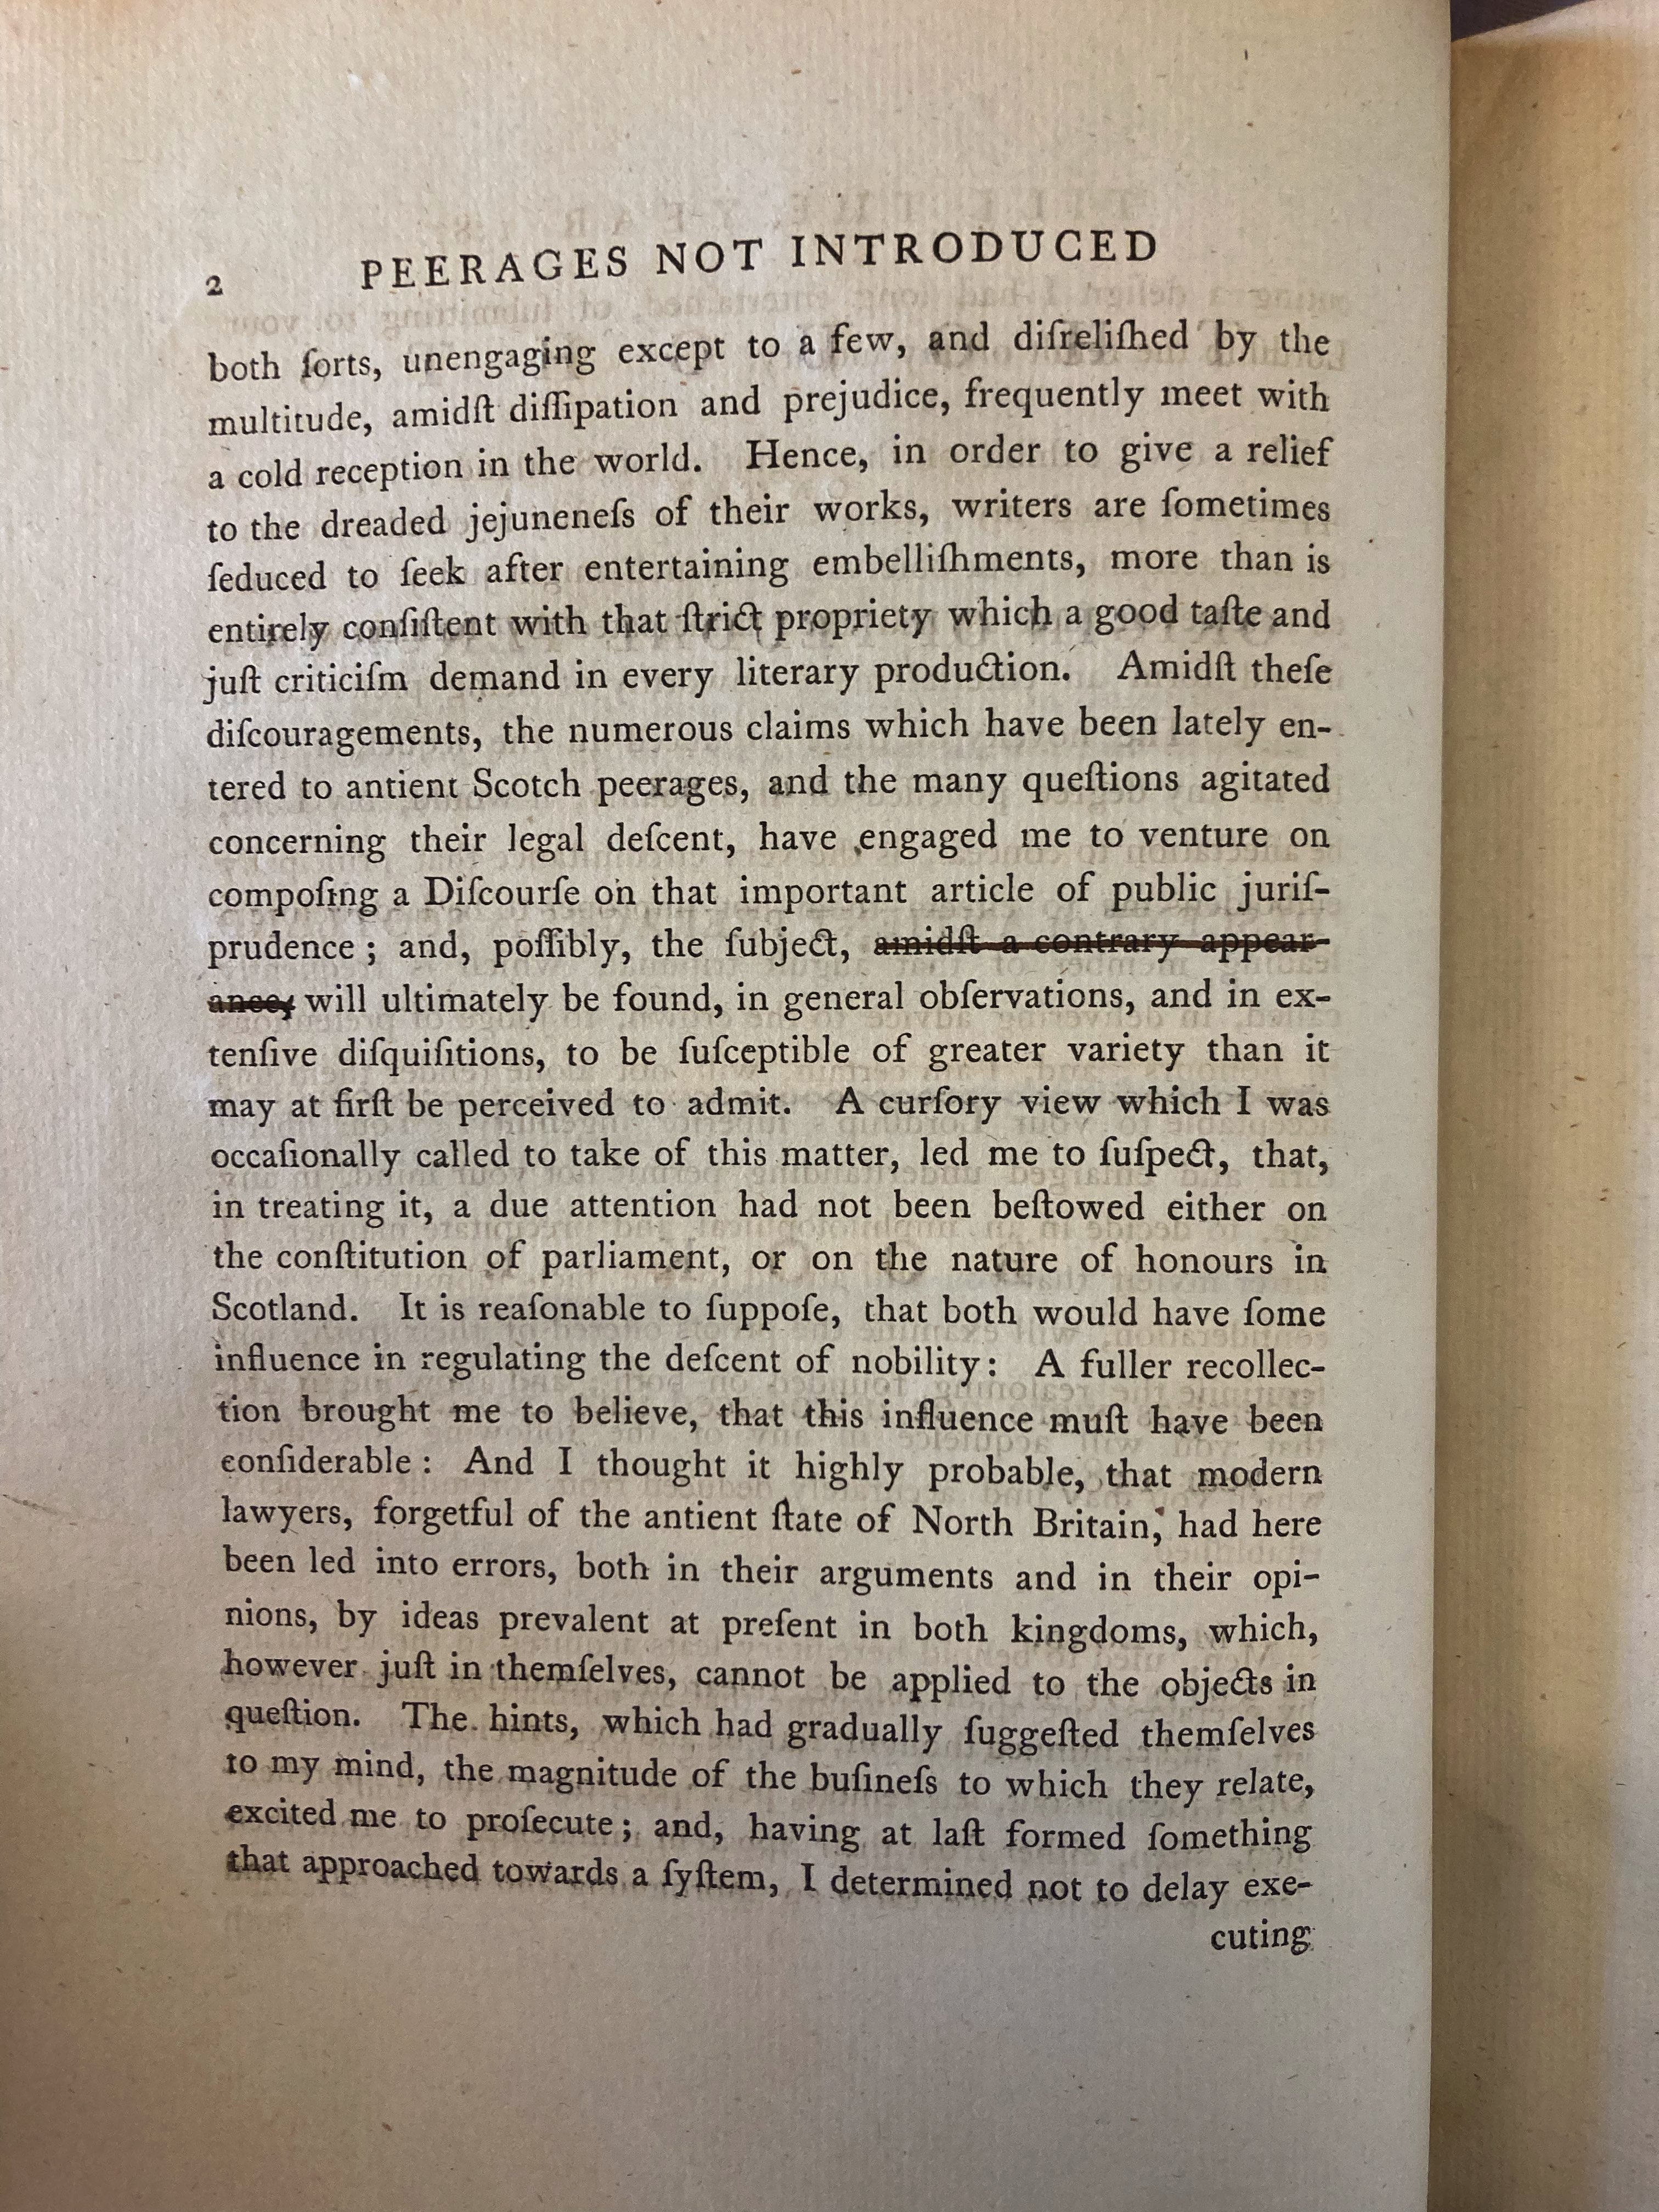 2 PEERAGES NOT INTRODUCED
both ſorts, unengaging except to a few, and diſreliſhed by the
multitude, amidſt diſſipation and prejudice, frequently meet with
a cold reception in the world. Hence, in order to give a relief
to the dreaded jejuneneſs of their works, writers are ſometimes
ſeduced to ſeek after entertaining embelliſhments, more than is
entirely conſiſtent with that ſtrict propriety which a good taſte and
juſt criticiſm demand in every literary production. Amidſt theſe
diſcouragements, the numerous claims which have been lately en-
tered to antient Scotch peerages, and the many queſtions agitated
concerning their legal deſcent, have engaged me to venture on
compoſing a Diſcourſe on that important article of public juriſ-
prudence ; and, poſſibly, the ſubject, amidſt a contrary appear-
ance, will ultimately be found, in general obſervations, and in ex-
tenſive diſquiſitions, to be ſuſceptible of greater variety than it
may at firſt be perceived to admit. A curſory view which I was
occaſionally called to take of this matter, led me to ſuſpect, that,
in treating it, a due attention had not been beſtowed either on
the conſtitution of parliament, or on the nature of honours in
Scotland. It is reaſonable to ſuppoſe, that both would have ſome
influence in regulating the deſcent of nobility: A fuller recollec-
tion brought me to believe, that this influence muſt have been
conſiderable : And I thought it highly probable, that modern
lawyers, forgetful of the antient ſtate of North Britain, had here
been led into errors, both in their arguments and in their opi-
nions, by ideas prevalent at preſent in both kingdoms, which,
however juſt in themſelves, cannot be applied to the objects in
queſtion. The hints, which had gradually ſuggeſted themſelves
to my mind, the magnitude of the buſineſs to which they relate,
excited me to proſecute ; and, having at laſt formed ſomething
that approached towards a ſyſtem, I determined not to delay exe-
cuting